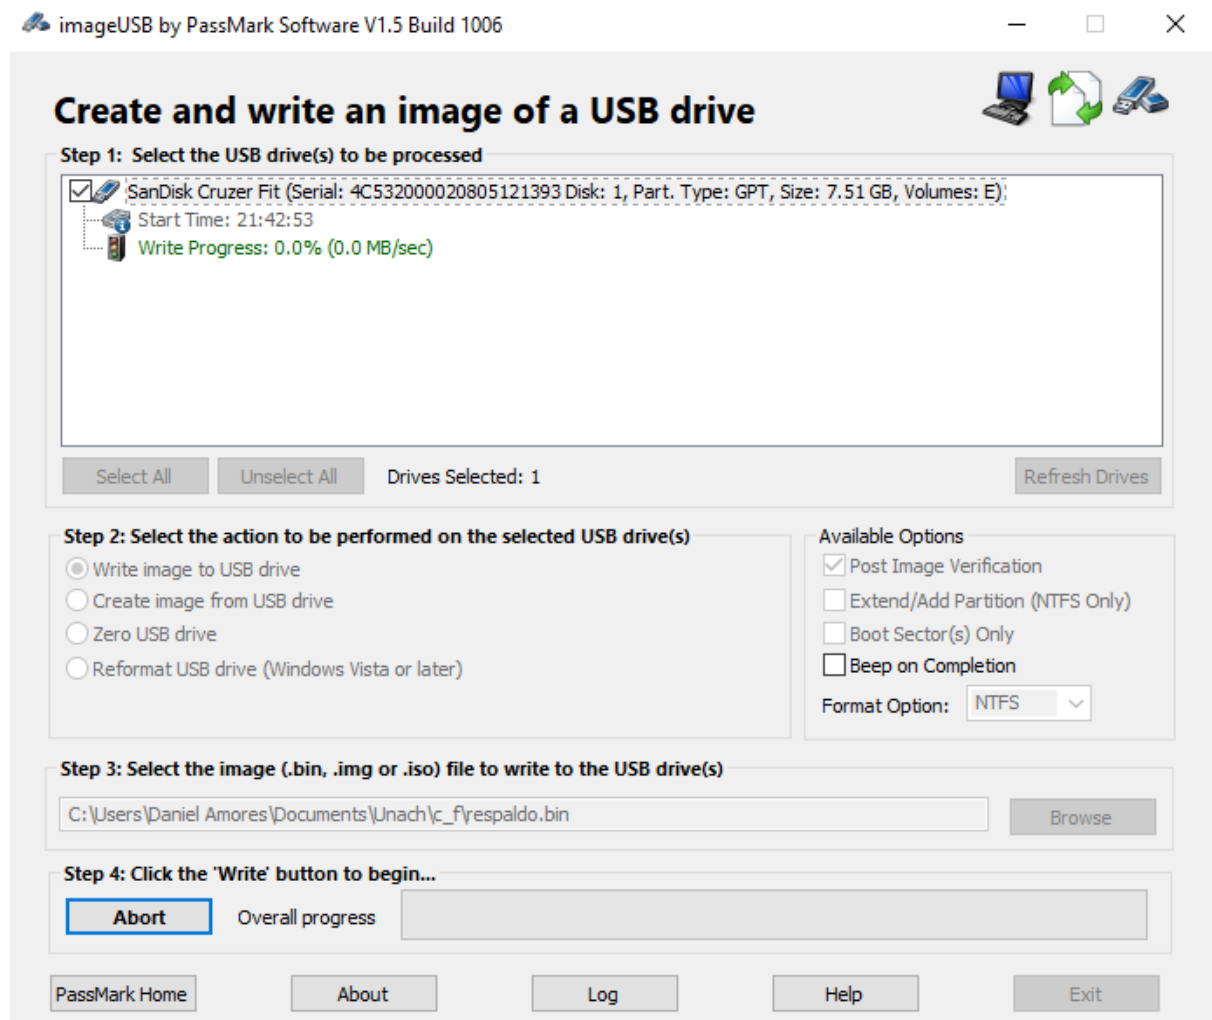 imageUSB by PassMark Software V1.5 Build 1006
Create and write an image of a USB drive
Step 1: Select the USB drive(s) to be processed
SanDisk Cruzer Fit (Serial: 4C532000020805121393 Disk: 1, Part. Type: GPT, Size: 7.51 GB, Volumes: E)
Start Time: 21:42:53
Write Progress: 0.0% (0.0 MB/sec)
Select All Unselect All Drives Selected: 1 Refresh Drives
Step 2: Select the action to be performed on the selected USB drive(s)
Write image to USB drive
Create image from USB drive
Zero USB drive
Reformat USB drive (Windows Vista or later)
Available Options
Post Image Verification
Extend/Add Partition (NTFS Only)
Boot Sector(s) Only
Beep on Completion
Format Option: NTFS
Step 3: Select the image (.bin, .img or .iso) file to write to the USB drive(s)
C:\Users\Daniel Amores\Documents\Unach\c_f\respaldo.bin Browse
Step 4: Click the 'Write' button to begin...
Abort Overall progress
PassMark Home About Log Help Exit